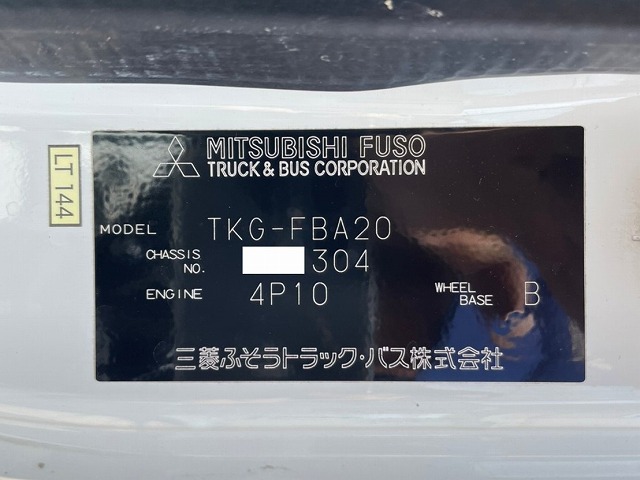 MITSUBISHI FUSO
TRUCK & BUS CORPORATION
LT 144
MODEL TKG-FBA20
CHASSIS NO. 304
ENGINE 4P10 WHEEL BASE B
三菱ふそうトラック・バス株式会社